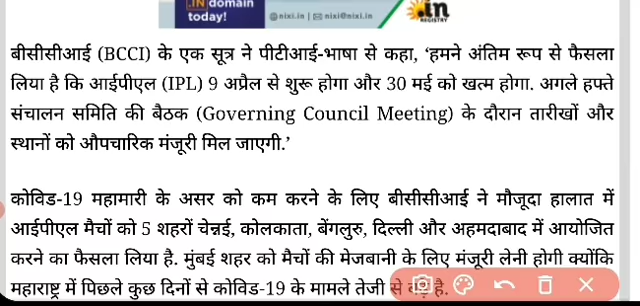 .IN domain
today!
@nixi.in | nixi@nixi.in
.in
REGISTRY
बीसीसीआई (BCCI) के एक सूत्र ने पीटीआई-भाषा से कहा, ‘हमने अंतिम रूप से फैसला
लिया है कि आईपीएल (IPL) 9 अप्रैल से शुरू होगा और 30 मई को खत्म होगा. अगले हफ्ते
संचालन समिति की बैठक (Governing Council Meeting) के दौरान तारीखों और
स्थानों को औपचारिक मंजूरी मिल जाएगी.’
कोविड-19 महामारी के असर को कम करने के लिए बीसीसीआई ने मौजूदा हालात में
आईपीएल मैचों को 5 शहरों चेन्नई, कोलकाता, बेंगलुरु, दिल्ली और अहमदाबाद में आयोजित
करने का फैसला लिया है. मुंबई शहर को मैचों की मेजबानी के लिए मंजूरी लेनी होगी क्योंकि
महाराष्ट्र में पिछले कुछ दिनों से कोविड-19 के मामले तेजी से है.